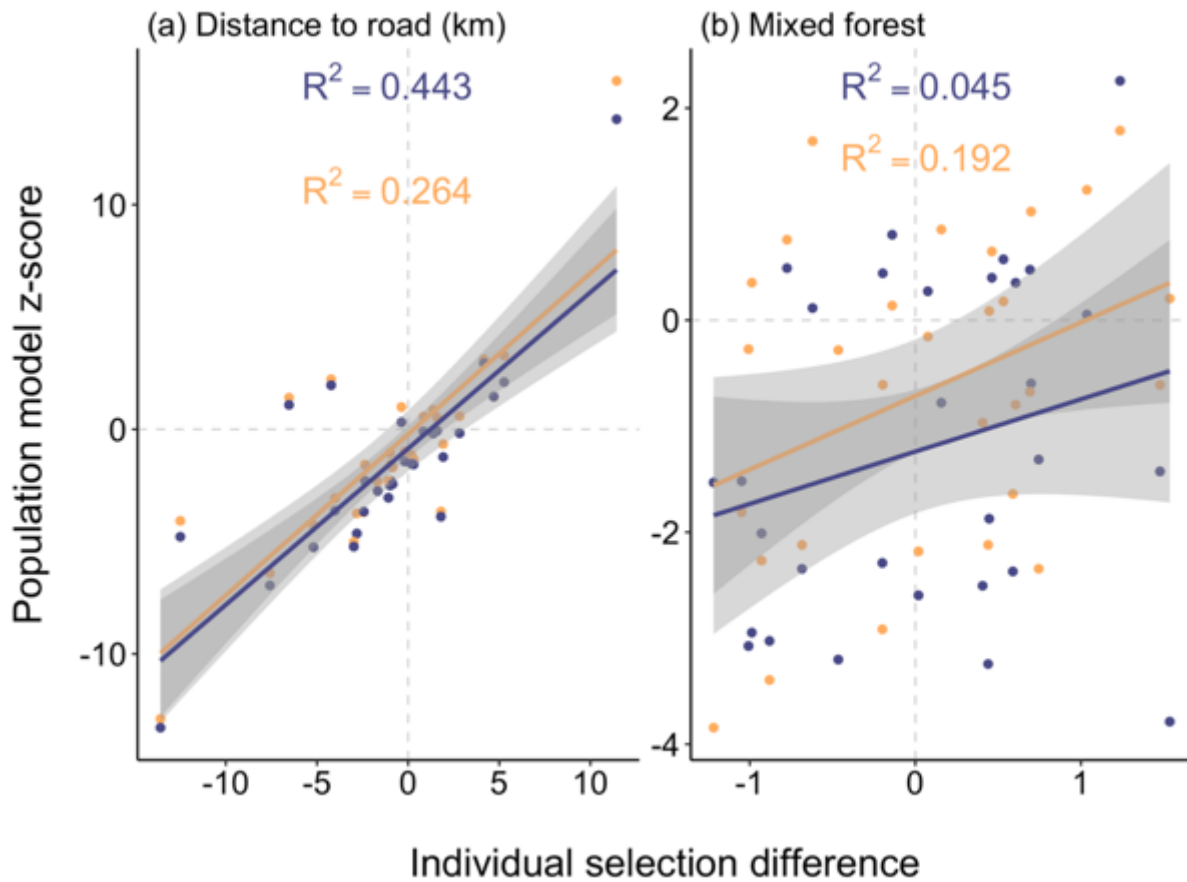 (a) Distance to road (km)
R² = 0.443
R² = 0.264
10
0
-10
-10
-5
0
5
10
(b) Mixed forest
R² = 0.045
R² = 0.192
2
0
-2
-4
-1
0
1
Population model z-score
Individual selection difference